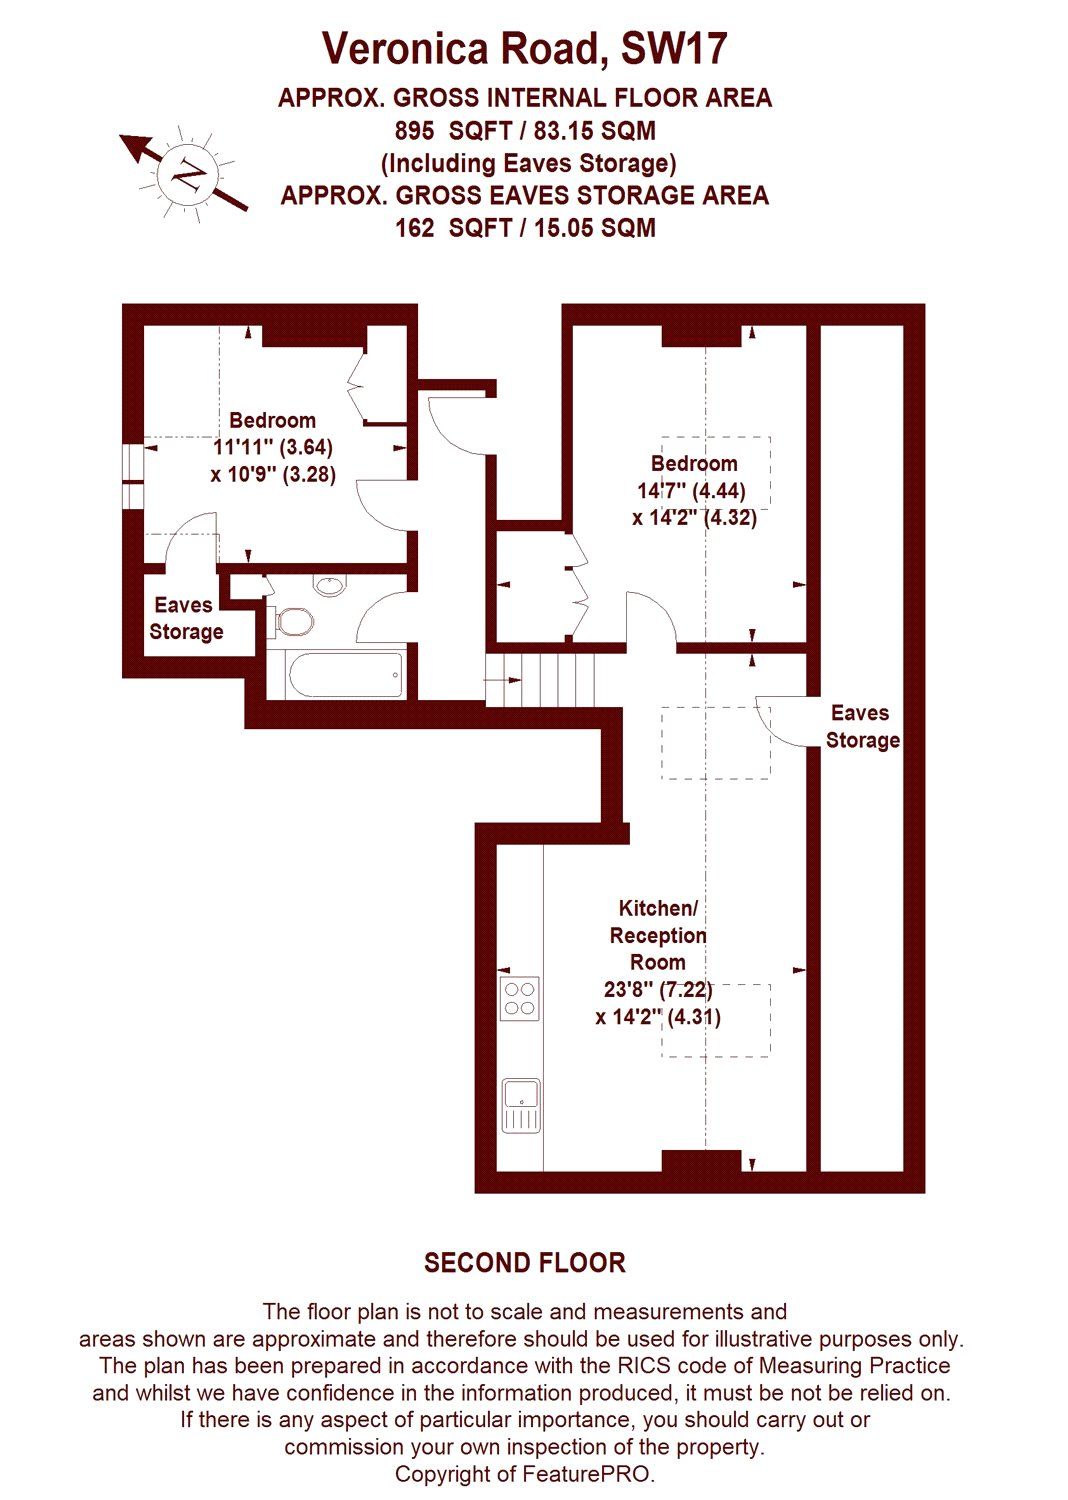 Veronica Road, SW17
APPROX. GROSS INTERNAL FLOOR AREA
895 SQFT / 83.15 SQM
(Including Eaves Storage)
APPROX. GROSS EAVES STORAGE AREA
162 SQFT / 15.05 SQM
N
Bedroom
11'11" (3.64)
x 10'9" (3.28)
Bedroom
14'7" (4.44)
x 14'2" (4.32)
Eaves
Storage
Eaves
Storage
Kitchen/
Reception
Room
23'8" (7.22)
x 14'2" (4.31)
SECOND FLOOR
The floor plan is not to scale and measurements and
areas shown are approximate and therefore should be used for illustrative purposes only.
The plan has been prepared in accordance with the RICS code of Measuring Practice
and whilst we have confidence in the information produced, it must be not be relied on.
If there is any aspect of particular importance, you should carry out or
commission your own inspection of the property.
Copyright of FeaturePRO.